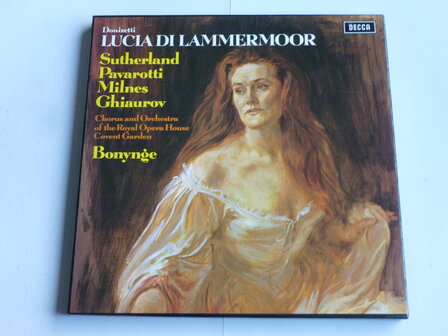 Donizetti
LUCIA DI LAMMERMOOR
DECCA
Sutherland
Pavarotti
Milnes
Ghiaurov
Chorus and Orchestra
of the Royal Opera House
Covent Garden
Bonynge